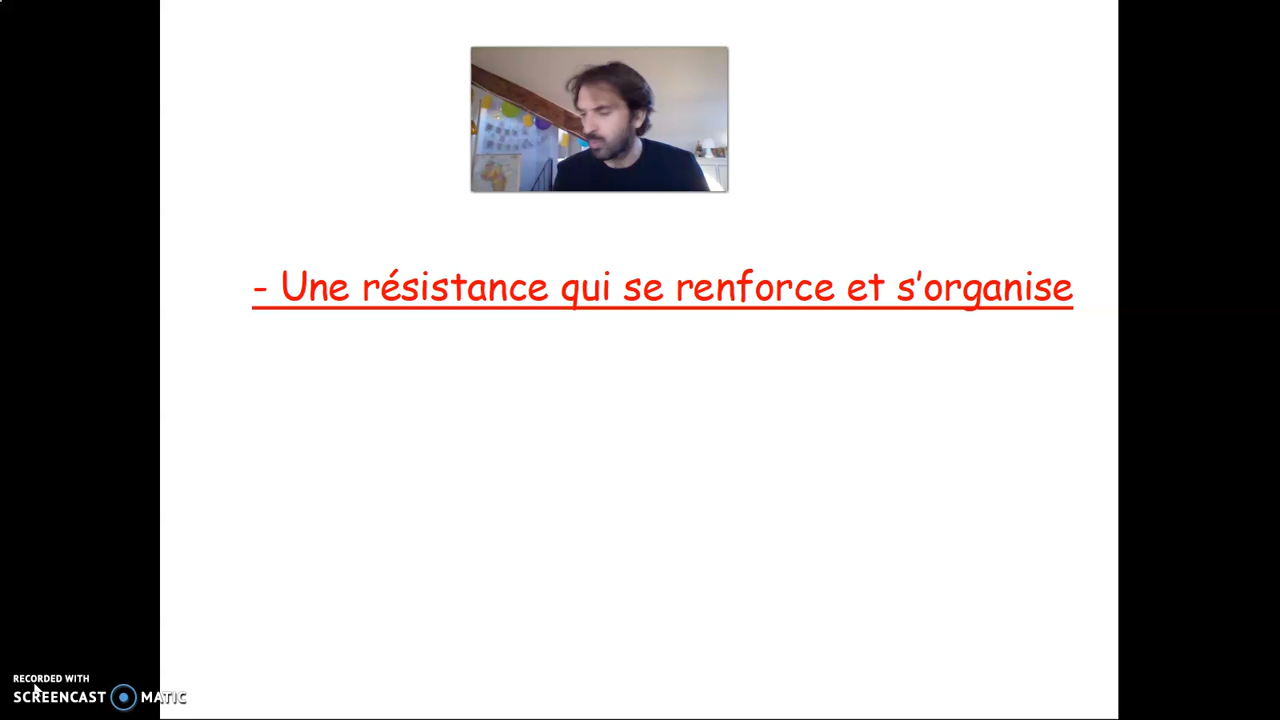 - Une résistance qui se renforce et s’organise
RECORDED WITH
SCREENCAST MATIC